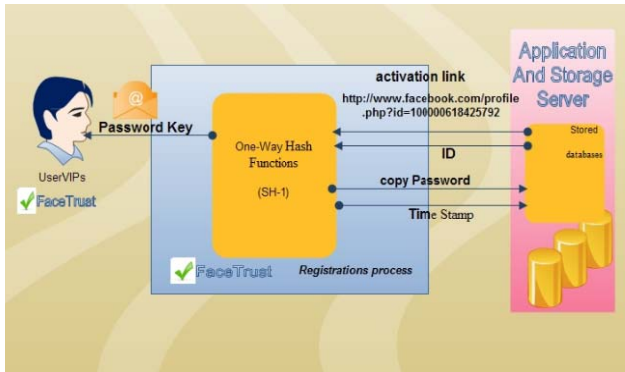 activation link
http://www.facebook.com/profile
.php?id=100000618425792
Application
And Storage
Server
@
Password Key
UserVIPs
FaceTrust
One-Way Hash
Functions
(SH-1)
ID
copy Password
Time Stamp
Stored
databases
FaceTrust
Registrations process